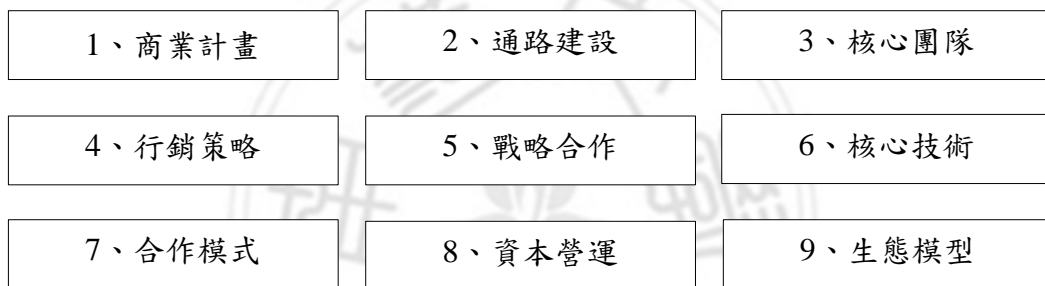 1、商業計畫
2、通路建設
3、核心團隊
4、行銷策略
5、戰略合作
6、核心技術
7、合作模式
8、資本營運
9、生態模型